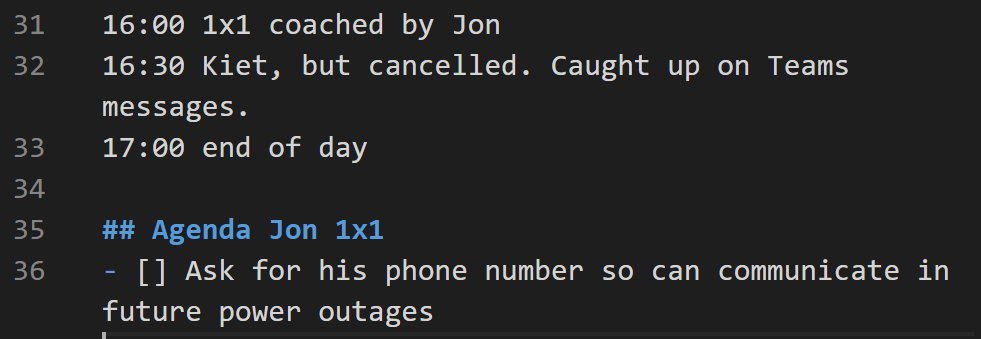 31 16:00 1x1 coached by Jon
32 16:30 Kiet, but cancelled. Caught up on Teams
messages.
33 17:00 end of day
34
35 ## Agenda Jon 1x1
36 - [] Ask for his phone number so can communicate in
future power outages